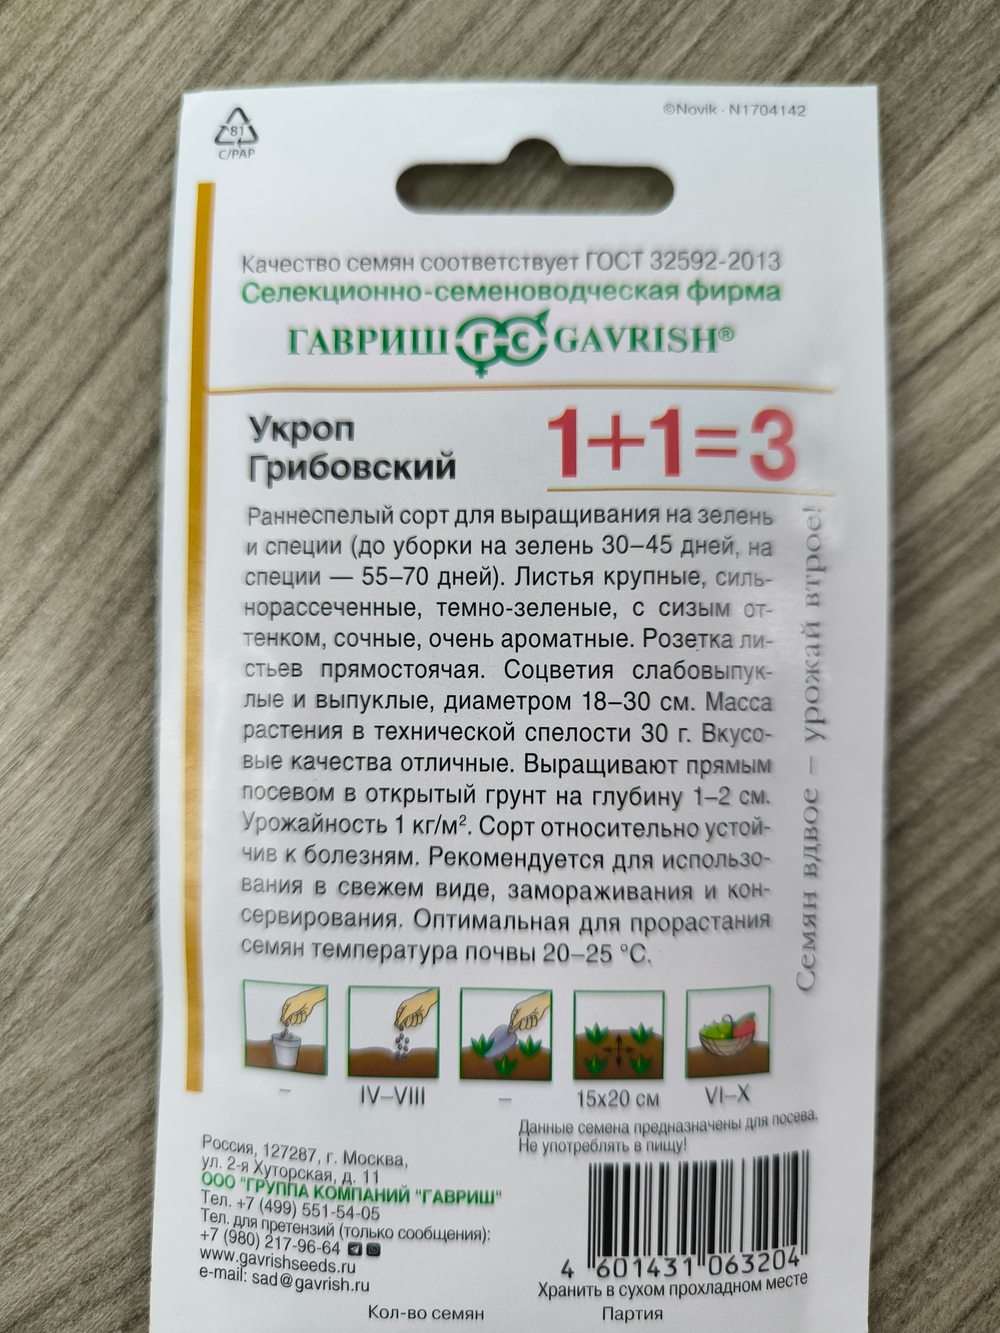 ©Novik · N1704142
81
C/PAP
Качество семян соответствует ГОСТ 32592-2013
Селекционно-семеноводческая фирма
ГАВРИШ ГС GAVRISH®
Укроп
Грибовский
1+1=3
Раннеспелый сорт для выращивания на зелень
и специи (до уборки на зелень 30–45 дней, на
специи — 55–70 дней). Листья крупные, силь-
норассеченные, темно-зеленые, с сизым от-
тенком, сочные, очень ароматные. Розетка ли-
стьев прямостоячая. Соцветия слабовыпук-
лые и выпуклые, диаметром 18–30 см. Масса
растения в технической спелости 30 г. Вкусо-
вые качества отличные. Выращивают прямым
посевом в открытый грунт на глубину 1–2 см.
Урожайность 1 кг/м². Сорт относительно устой-
чив к болезням. Рекомендуется для использо-
вания в свежем виде, замораживания и кон-
сервирования. Оптимальная для прорастания
семян температура почвы 20–25 °С.
Семян вдвое – урожай втрое!
– IV–VIII – 15х20 см VI–X
Данные семена предназначены для посева.
Не употреблять в пищу!
Россия, 127287, г. Москва,
ул. 2-я Хуторская, д. 11
ООО "ГРУППА КОМПАНИЙ "ГАВРИШ"
Тел. +7 (499) 551-54-05
Тел. для претензий (только сообщения):
+7 (980) 217-96-64
www.gavrishseeds.ru
e-mail: sad@gavrish.ru
4 601431 063204
Хранить в сухом прохладном месте
Кол-во семян Партия